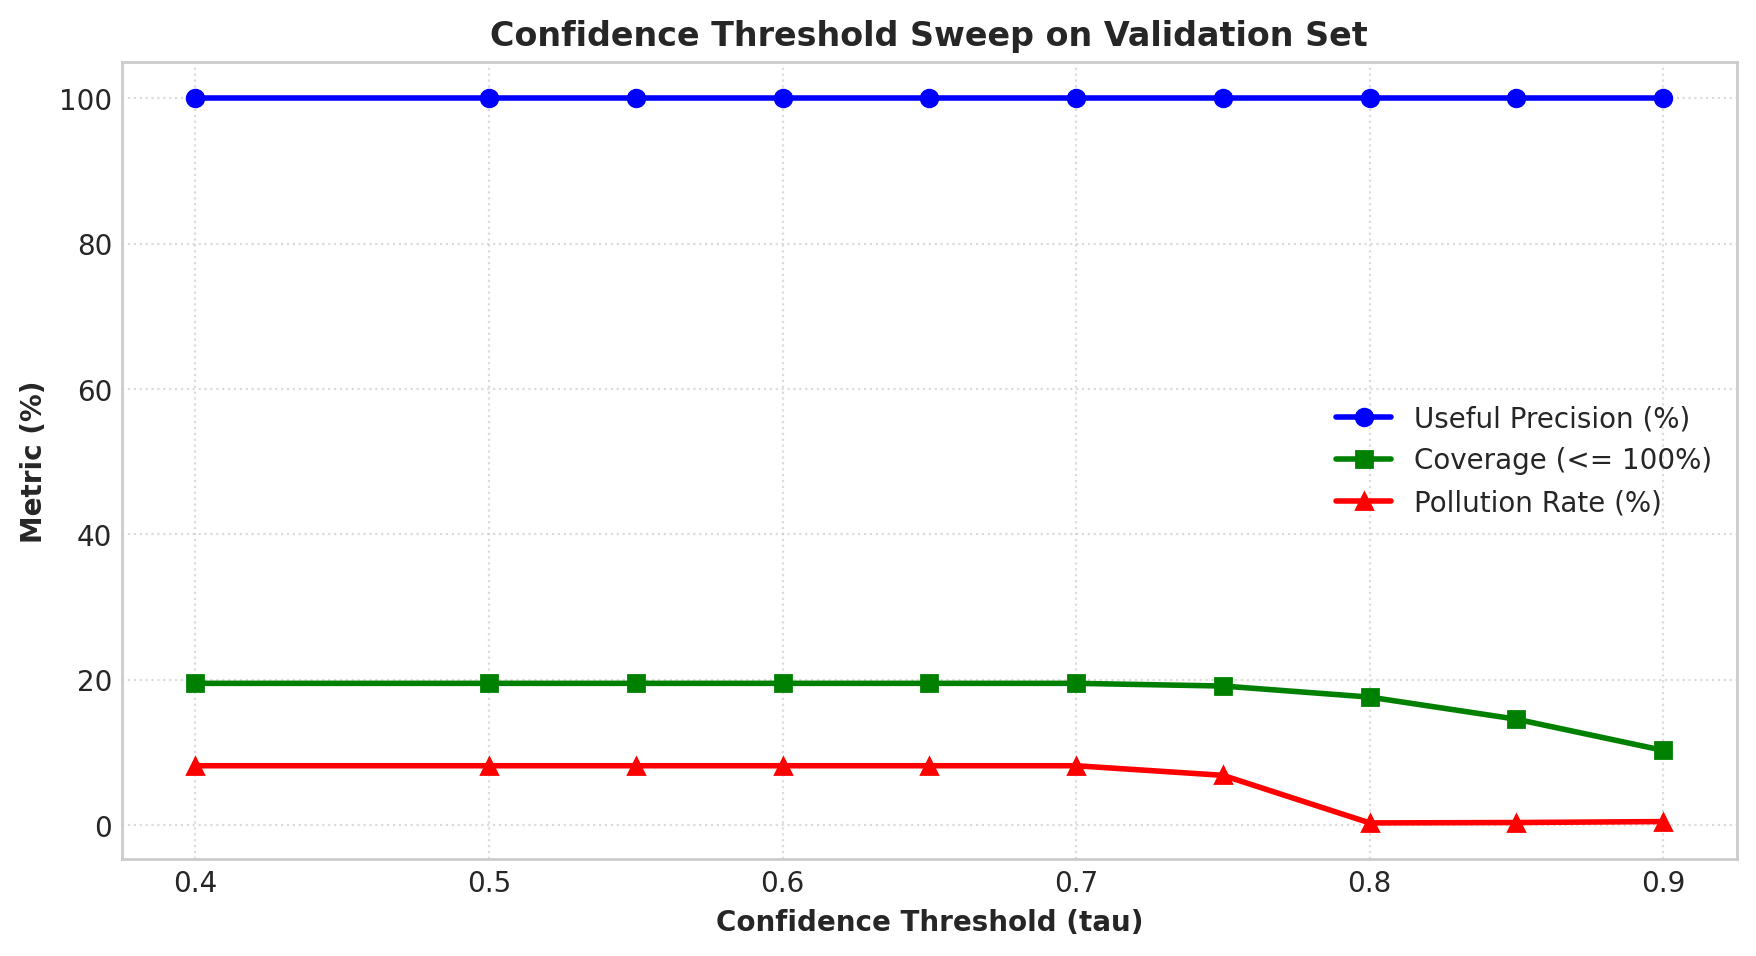 Confidence Threshold Sweep on Validation Set
Metric (%)
100
80
60
40
20
0
Useful Precision (%)
Coverage (<= 100%)
Pollution Rate (%)
0.4 0.5 0.6 0.7 0.8 0.9
Confidence Threshold (tau)